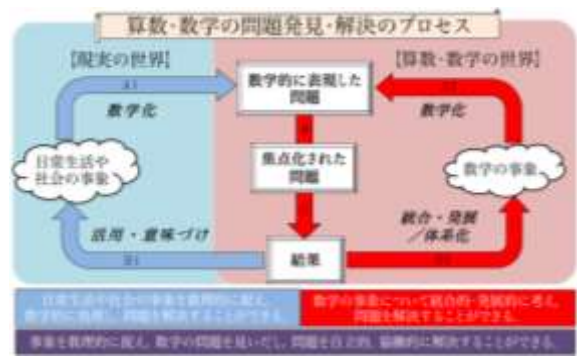 算数・数学の問題発見・解決のプロセス
【現実の世界】
【算数・数学の世界】
A1
数学的に表現した
問題
数学化
数学化
日常生活や
社会の事象
焦点化された
問題
数学の事象
活用・意味づけ
統合・発展
/体系化
結果
日常生活や社会の事象を数理的に捉え,
数学的に処理し,問題を解決することができる。
数学の事象について統合的・発展的に考え,
問題を解決することができる。
事象を数理的に捉え,数学の問題を見いだし,問題を自立的,協働的に解決することができる。